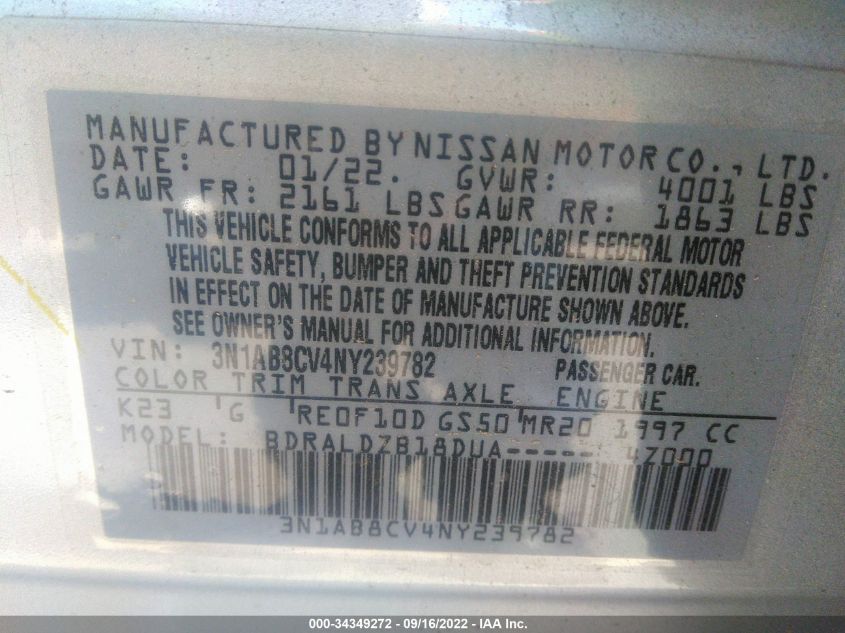 MANUFACTURED BY NISSAN MOTOR CO., LTD.
DATE: 01/22. GVWR: 4001 LBS
GAWR FR: 2161 LBS GAWR RR: 1863 LBS
THIS VEHICLE CONFORMS TO ALL APPLICABLE FEDERAL MOTOR
VEHICLE SAFETY, BUMPER AND THEFT PREVENTION STANDARDS
IN EFFECT ON THE DATE OF MANUFACTURE SHOWN ABOVE.
SEE OWNER'S MANUAL FOR ADDITIONAL INFORMATION.
VIN: 3N1AB8CV4NY239782 PASSENGER CAR.
COLOR TRIM TRANS AXLE ENGINE
K23 'G 'RE0F10D GS50'MR20 1997 CC
MODEL: BDRALDZB18DUA----- 4Z000
3N1AB8CV4NY239782
000-34349272 - 09/16/2022 - IAA Inc.